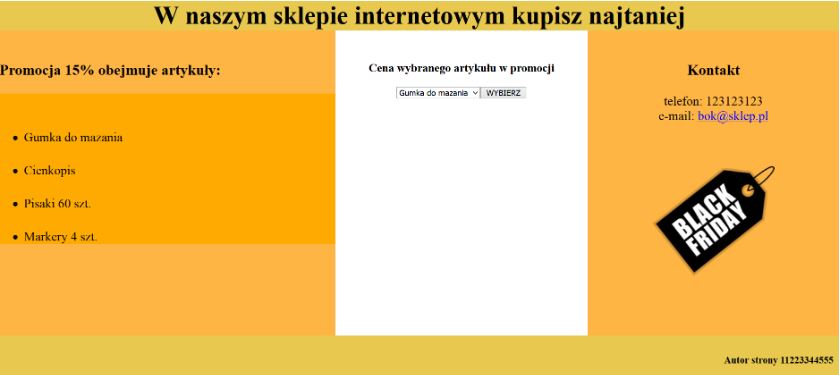 W naszym sklepie internetowym kupisz najtaniej
Promocja 15% obejmuje artykuły:
Gumka do mazania
Cienkopis
Pisaki 60 szt.
Markery 4 szt.
Cena wybranego artykułu w promocji
Gumka do mazania WYBIERZ
Kontakt
telefon: 123123123
e-mail: bok@sklep.pl
BLACK
FRIDAY
Autor strony 11223344555